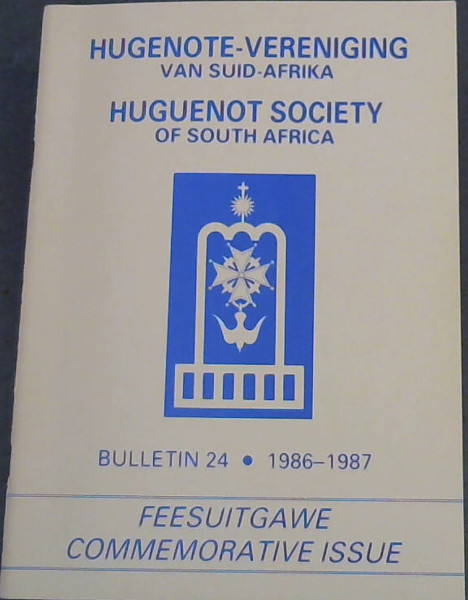 HUGENOTE-VERENIGING
VAN SUID-AFRIKA
HUGUENOT SOCIETY
OF SOUTH AFRICA
BULLETIN 24 • 1986–1987
FEESUITGAWE
COMMEMORATIVE ISSUE